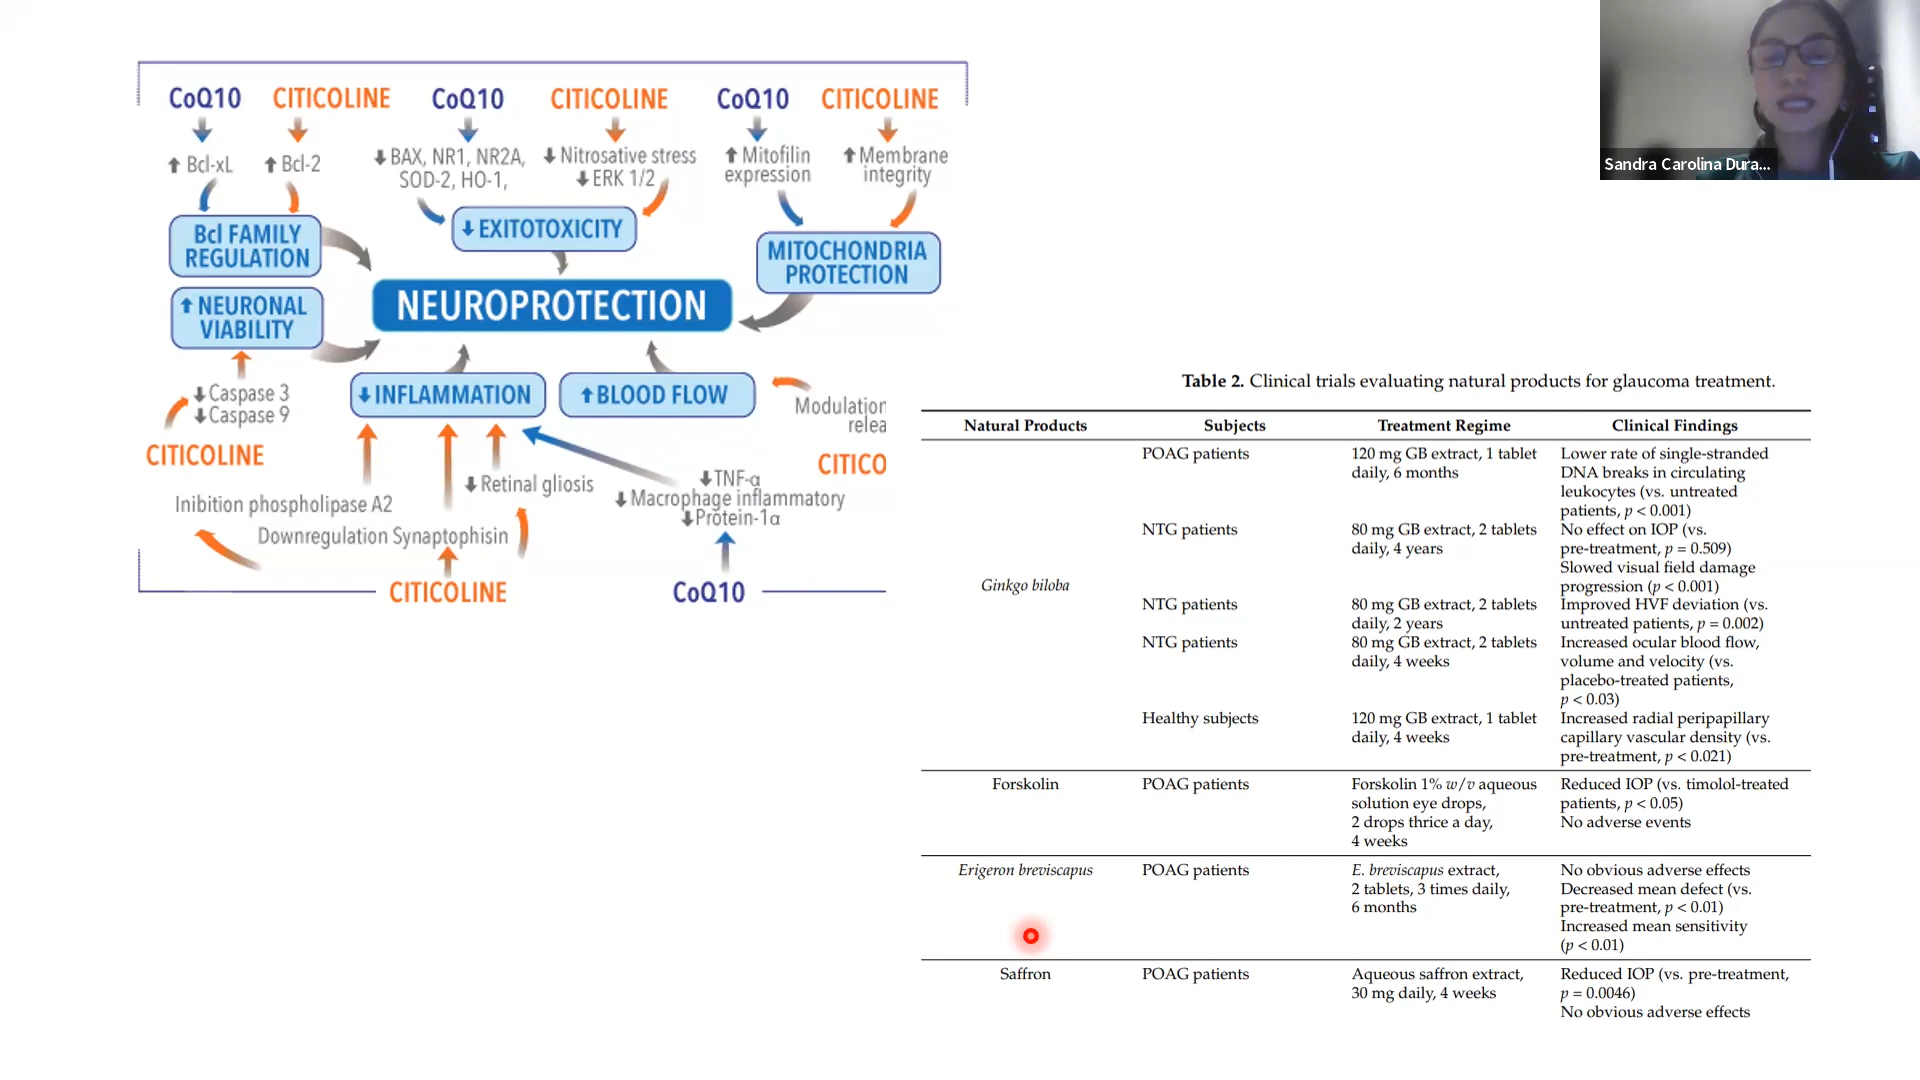 CoQ10 CITICOLINE CoQ10 CITICOLINE CoQ10 CITICOLINE
Bcl-xL
Bcl-2
BAX, NR1, NR2A,
SOD-2, HO-1,
Nitrosative stress
ERK 1/2
Mitofilin
expression
Membrane
integrity
Bcl FAMILY
REGULATION
EXITOTOXICITY
MITOCHONDRIA
PROTECTION
NEURONAL
VIABILITY
NEUROPROTECTION
INFLAMMATION
BLOOD FLOW
Caspase 3
Caspase 9
CITICOLINE
Modulation
relea
CITICO
Inibition phospholipase A2
Downregulation Synaptophisin
Retinal gliosis
TNF-α
Macrophage inflammatory
Protein-1α
CITICOLINE
CoQ10
Sandra Carolina Dura...
Table 2. Clinical trials evaluating natural products for glaucoma treatment.
Natural Products Subjects Treatment Regime Clinical Findings
Ginkgo biloba
POAG patients
120 mg GB extract, 1 tablet
daily, 6 months
Lower rate of single-stranded
DNA breaks in circulating
leukocytes (vs. untreated
patients, p < 0.001)
NTG patients
80 mg GB extract, 2 tablets
daily, 4 years
No effect on IOP (vs.
pre-treatment, p = 0.509)
Slowed visual field damage
progression (p < 0.001)
NTG patients
80 mg GB extract, 2 tablets
daily, 2 years
Improved HVF deviation (vs.
untreated patients, p = 0.002)
NTG patients
80 mg GB extract, 2 tablets
daily, 4 weeks
Increased ocular blood flow,
volume and velocity (vs.
placebo-treated patients,
p < 0.03)
Healthy subjects
120 mg GB extract, 1 tablet
daily, 4 weeks
Increased radial peripapillary
capillary vascular density (vs.
pre-treatment, p < 0.021)
Forskolin
POAG patients
Forskolin 1% w/v aqueous
solution eye drops,
2 drops thrice a day,
4 weeks
Reduced IOP (vs. timolol-treated
patients, p < 0.05)
No adverse events
Erigeron breviscapus
POAG patients
E. breviscapus extract,
2 tablets, 3 times daily,
6 months
No obvious adverse effects
Decreased mean defect (vs.
pre-treatment, p < 0.01)
Increased mean sensitivity
(p < 0.01)
Saffron
POAG patients
Aqueous saffron extract,
30 mg daily, 4 weeks
Reduced IOP (vs. pre-treatment,
p = 0.0046)
No obvious adverse effects